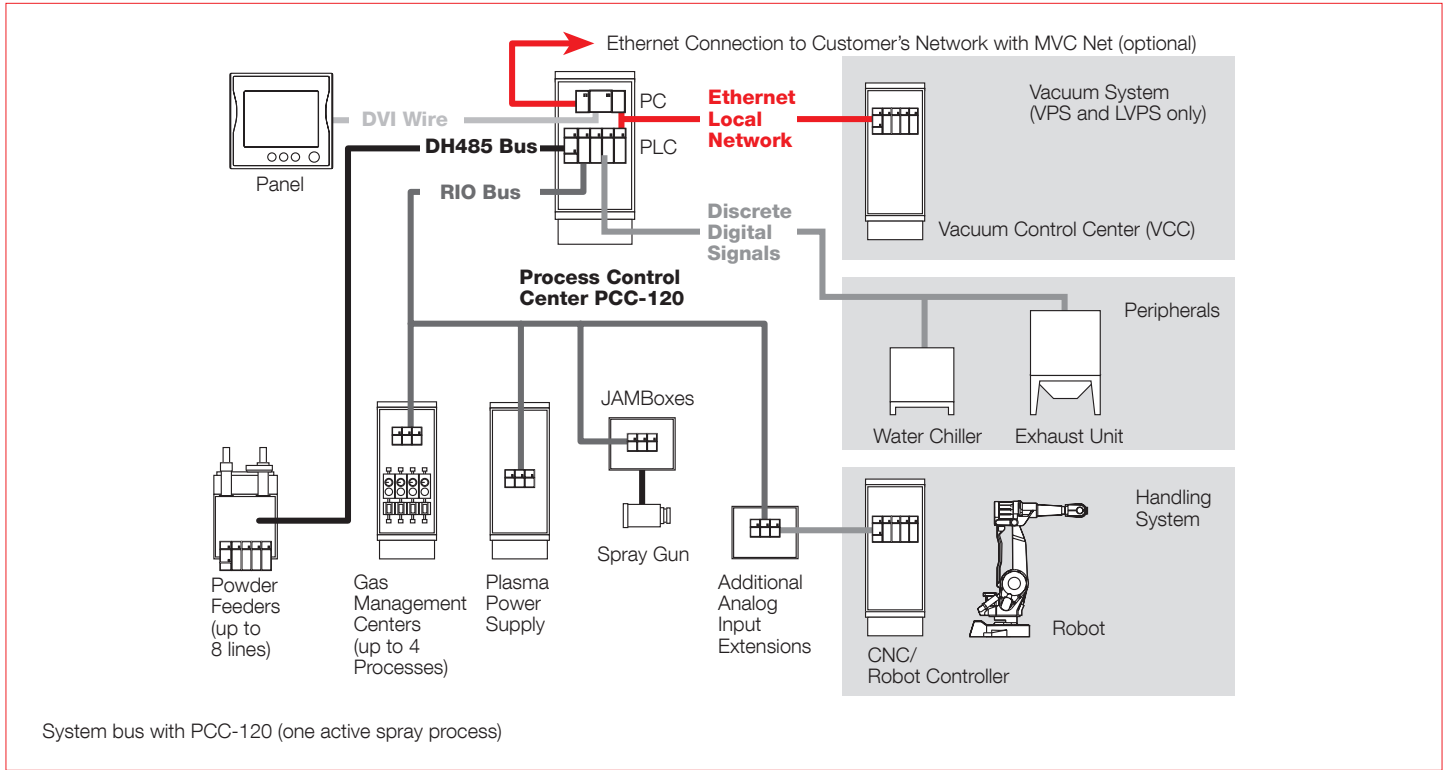 Ethernet Connection to Customer's Network with MVC Net (optional)
PC
DVI Wire
DH485 Bus
PLC
Panel
RIO Bus
Ethernet
Local
Network
Vacuum System
(VPS and LVPS only)
Vacuum Control Center (VCC)
Discrete
Digital
Signals
Process Control
Center PCC-120
Peripherals
Water Chiller
Exhaust Unit
JAMBoxes
Spray Gun
Powder
Feeders
(up to
8 lines)
Gas
Management
Centers
(up to 4
Processes)
Plasma
Power
Supply
Additional
Analog
Input
Extensions
Handling
System
CNC/
Robot Controller
Robot
System bus with PCC-120 (one active spray process)